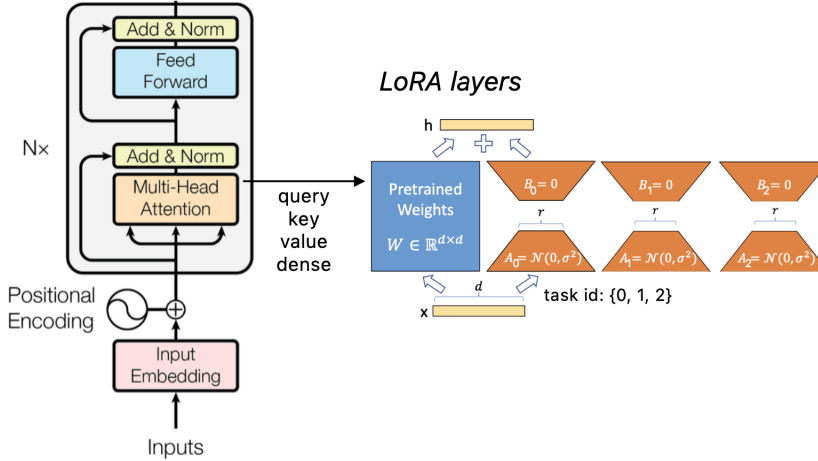 Add & Norm
Feed
Forward
Nx
Add & Norm
Multi-Head
Attention
Positional
Encoding
Input
Embedding
Inputs
query
key
value
dense
LoRA layers
h
Pretrained
Weights
W ∈ ℝ^{d×d}
B₀ = 0
B₁ = 0
B₂ = 0
r
r
r
A₀ = 𝒩(0, σ²)
A₁ = 𝒩(0, σ²)
A₂ = 𝒩(0, σ²)
d
x
task id: {0, 1, 2}